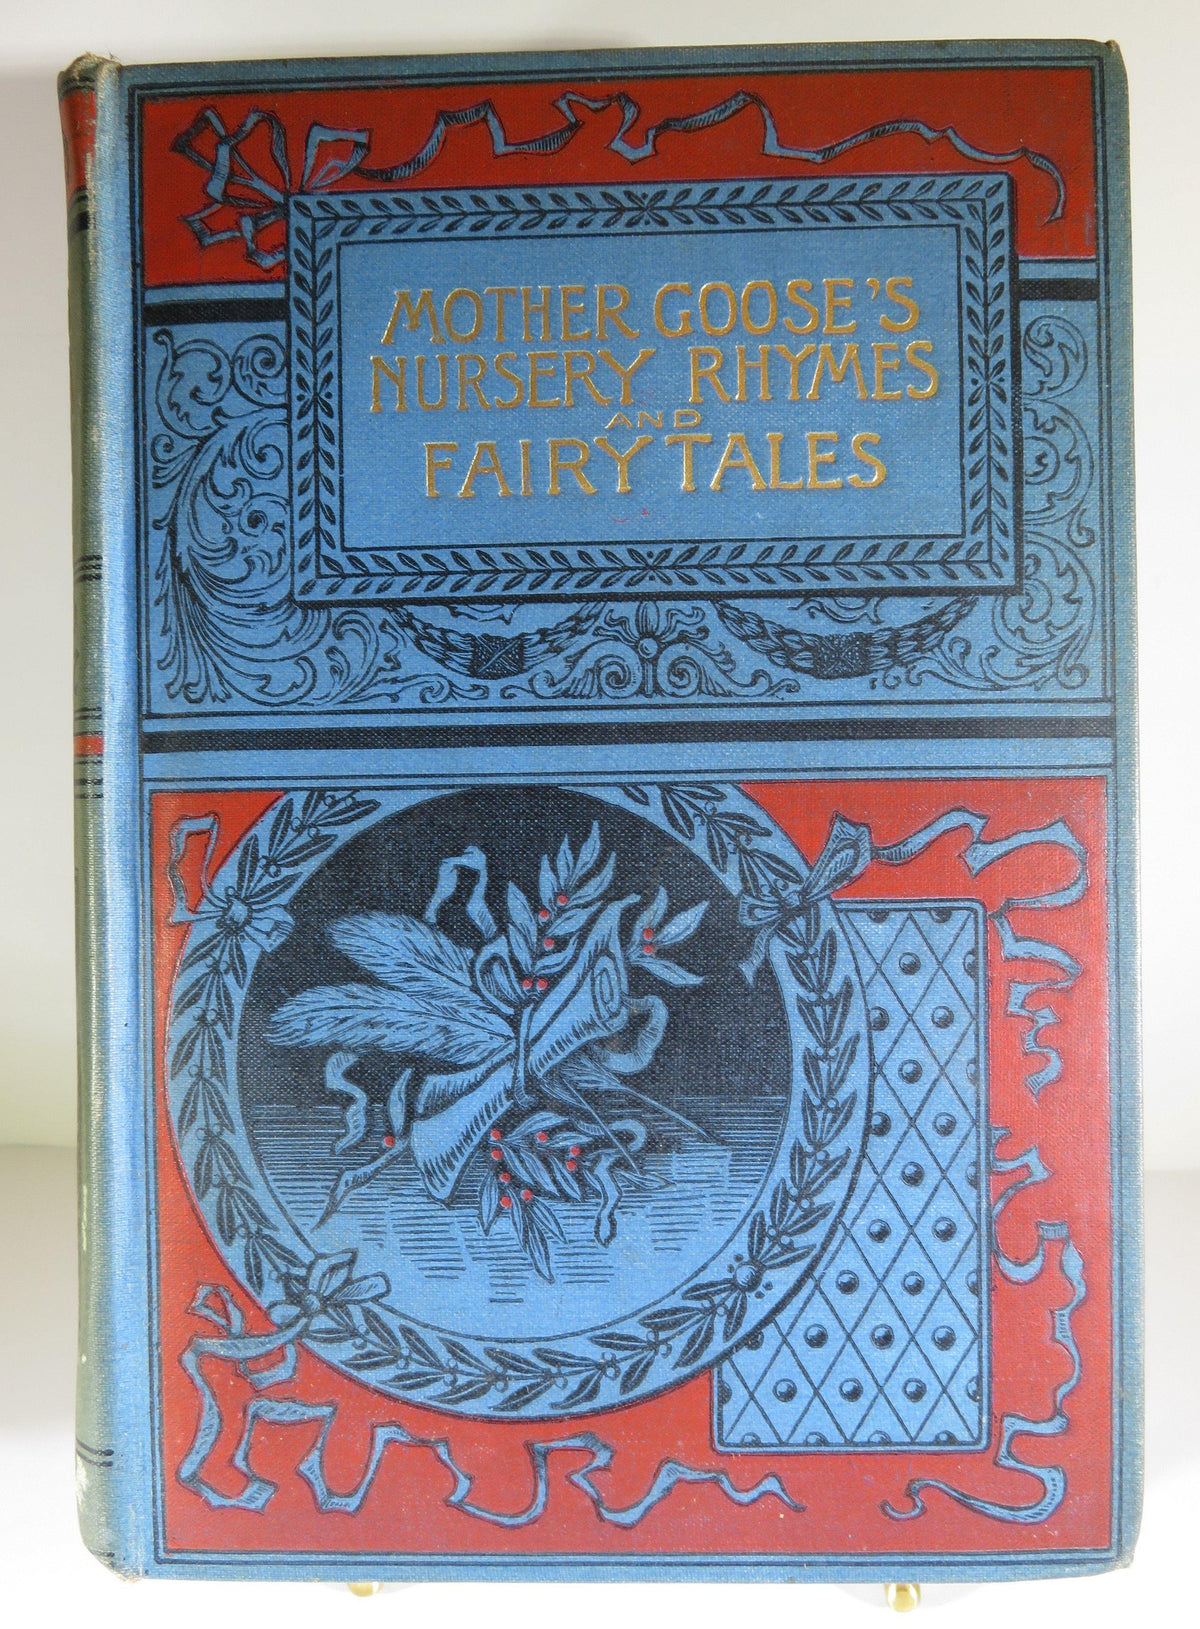 MOTHER GOOSE'S
NURSERY RHYMES
AND
FAIRY TALES